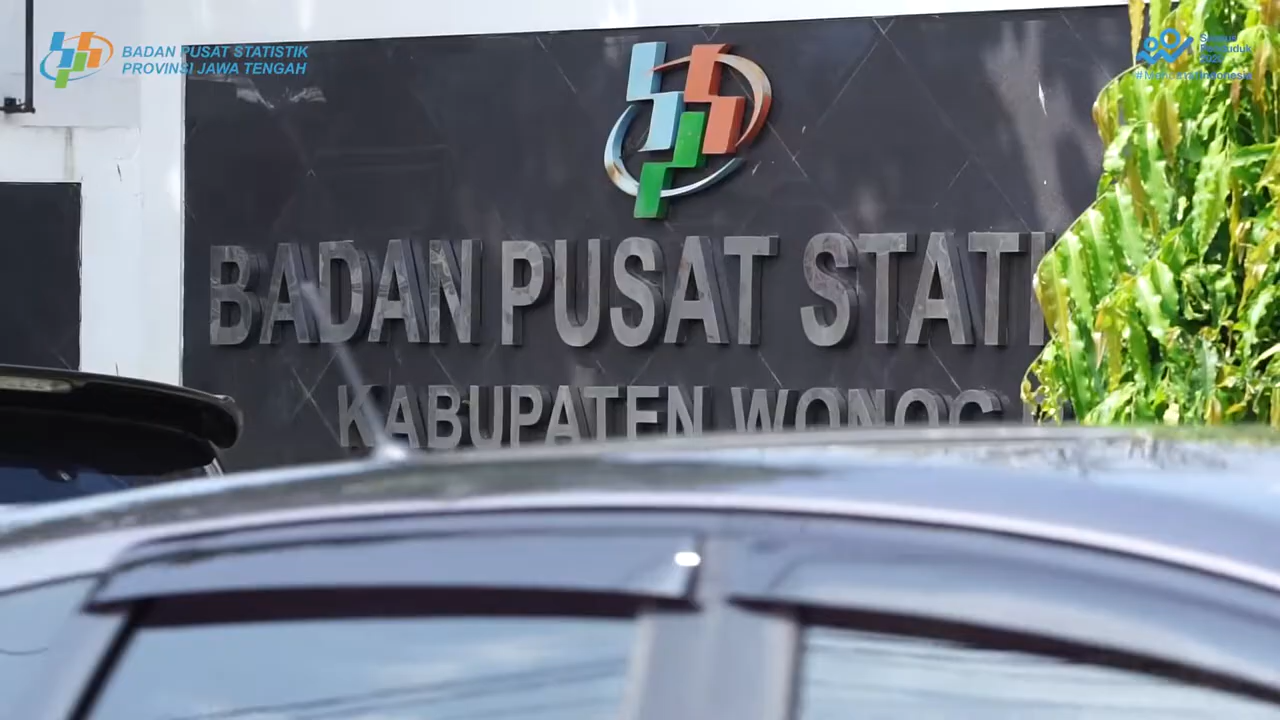 BADAN PUSAT STATISTIK
PROVINSI JAWA TENGAH
BADAN PUSAT STATI
KABUPATEN WONOG